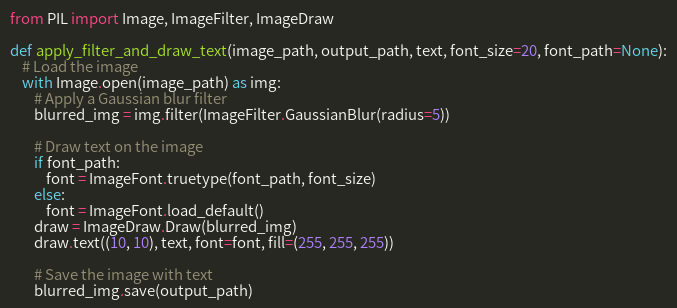 from PIL import Image, ImageFilter, ImageDraw

def apply_filter_and_draw_text(image_path, output_path, text, font_size=20, font_path=None):
    # Load the image
    with Image.open(image_path) as img:
        # Apply a Gaussian blur filter
        blurred_img = img.filter(ImageFilter.GaussianBlur(radius=5))

        # Draw text on the image
        if font_path:
            font = ImageFont.truetype(font_path, font_size)
        else:
            font = ImageFont.load_default()
        draw = ImageDraw.Draw(blurred_img)
        draw.text((10, 10), text, font=font, fill=(255, 255, 255))

        # Save the image with text
        blurred_img.save(output_path)